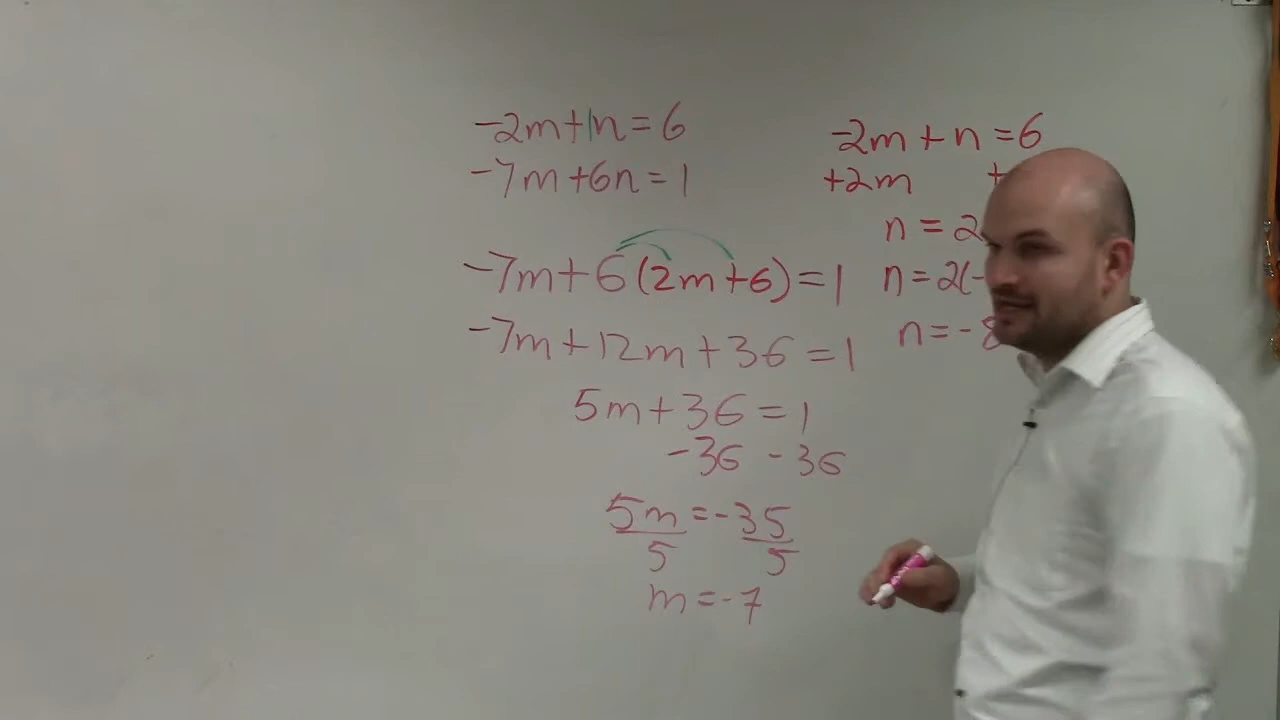 -2m+1n=6
-7m+6n=1
-7m+6(2m+6)=1
-7m+12m+36=1
5m+36=1
-36 -36
5m=-35
5 5
m=-7
-2m+n=6
+2m +
n=2
n=2(-
n=-8